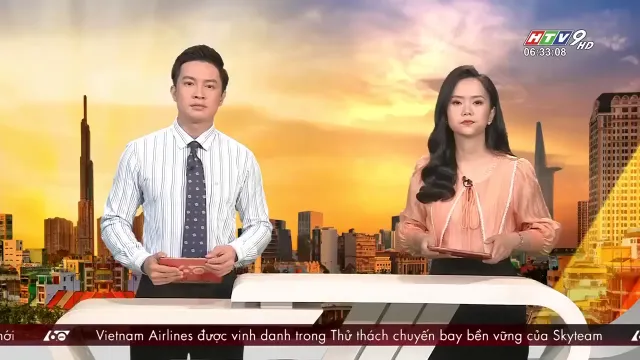 HTV9 HD
06:33:08
mới 60 Vietnam Airlines được vinh danh trong Thử thách chuyến bay bền vững của Skyteam